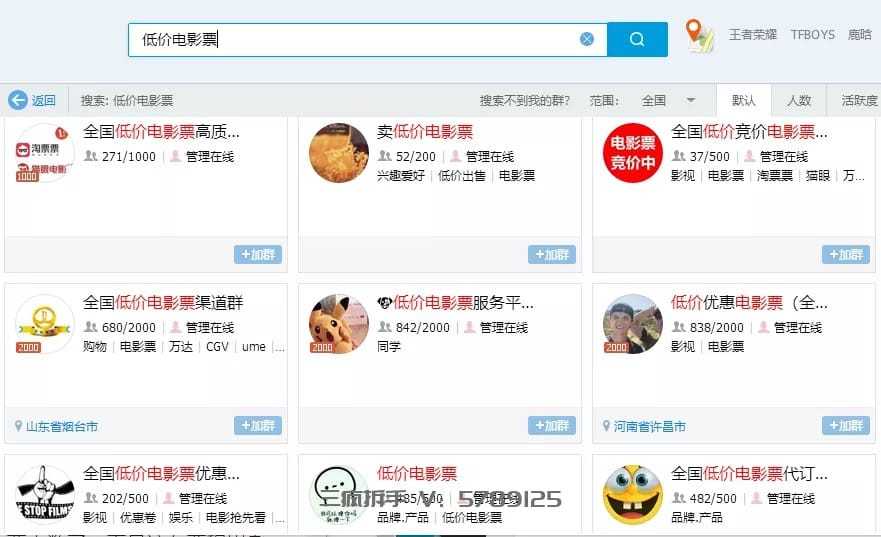 低价电影票
王者荣耀 TFBOYS 鹿晗
返回 搜索: 低价电影票 搜索不到我的群? 范围: 全国 默认 人数 活跃度
全国低价电影票高质...
271/1000 管理在线
淘票票
猫眼电影
1000
+加群
卖低价电影票
52/200 管理在线
兴趣爱好 低价出售 电影票
+加群
全国低价竞价电影票...
37/500 管理在线
影视 电影票 淘票票 猫眼 万...
电影票
竞价中
+加群
全国低价电影票渠道群
680/2000 管理在线
购物 电影票 万达 CGV ume ...
2000
山东省烟台市 +加群
低价电影票服务平...
842/2000 管理在线
同学
2000
+加群
低价优惠电影票（全...
838/2000 管理在线
影视 电影票
2000
河南省许昌市 +加群
全国低价电影票优惠...
202/500 管理在线
影视 优惠卷 娱乐 电影抢先看 ...
STOP FILMS
低价电影票
485/500 管理在线
品牌.产品 低价电影票
全国低价电影票代订...
482/500 管理在线
品牌.产品
三疯拆手 V: 5789125